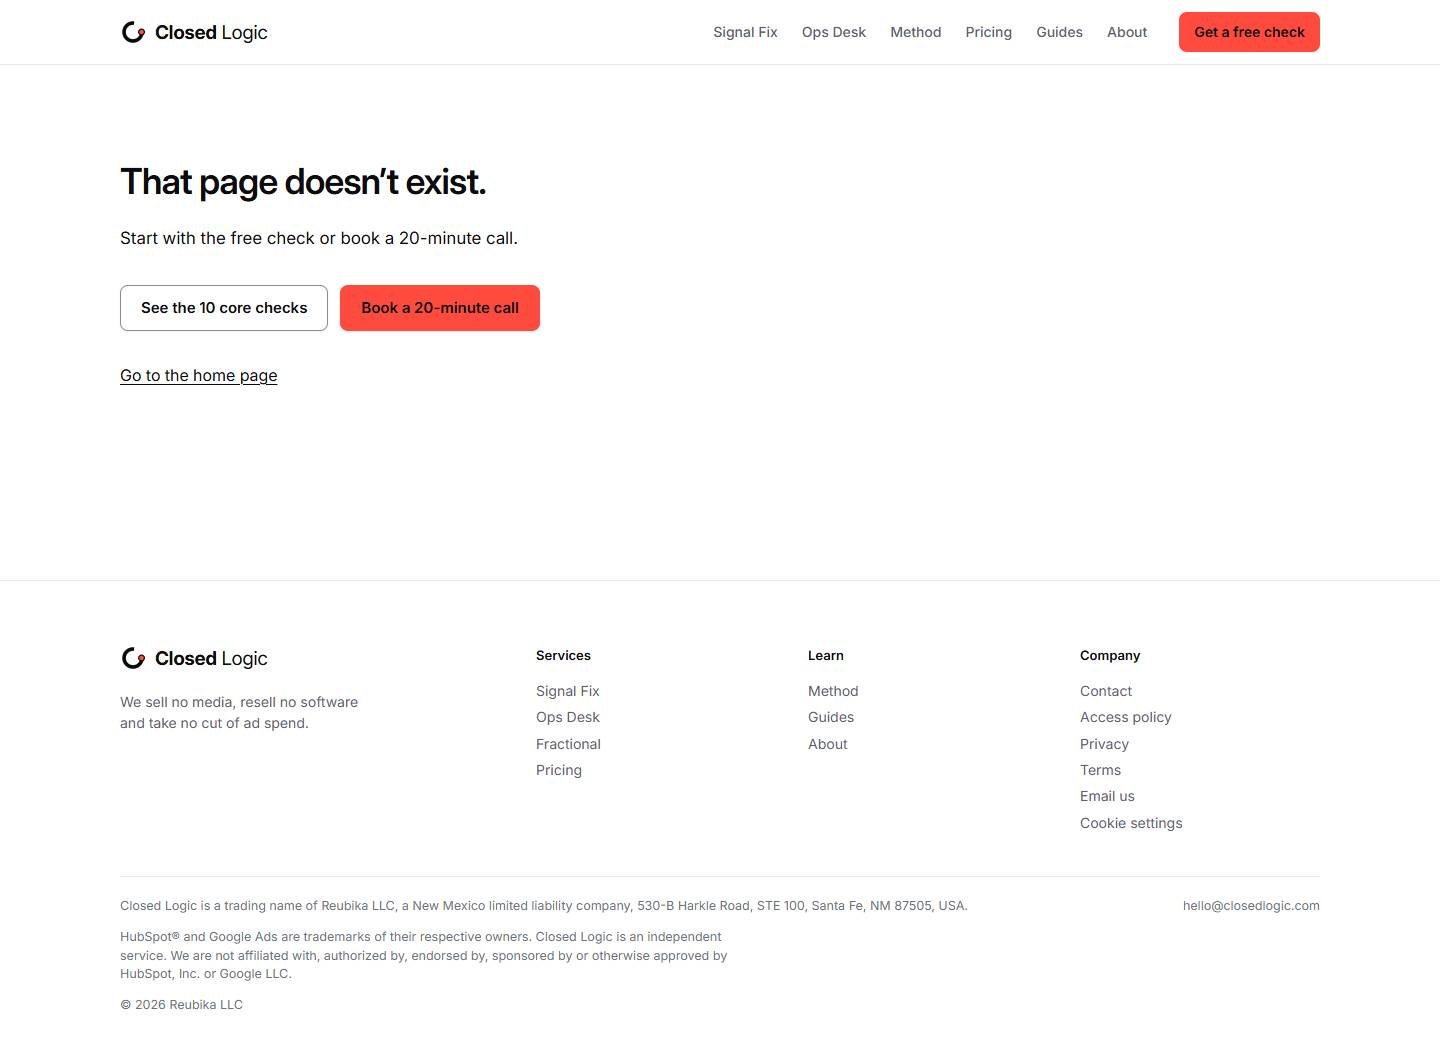 Closed Logic
Signal Fix
Ops Desk
Method
Pricing
Guides
About
Get a free check
That page doesn’t exist.
Start with the free check or book a 20-minute call.
See the 10 core checks
Book a 20-minute call
Go to the home page
Closed Logic
We sell no media, resell no software
and take no cut of ad spend.
Services
Signal Fix
Ops Desk
Fractional
Pricing
Learn
Method
Guides
About
Company
Contact
Access policy
Privacy
Terms
Email us
Cookie settings
Closed Logic is a trading name of Reubika LLC, a New Mexico limited liability company, 530-B Harkle Road, STE 100, Santa Fe, NM 87505, USA.
hello@closedlogic.com
HubSpot® and Google Ads are trademarks of their respective owners. Closed Logic is an independent
service. We are not affiliated with, authorized by, endorsed by, sponsored by or otherwise approved by
HubSpot, Inc. or Google LLC.
© 2026 Reubika LLC